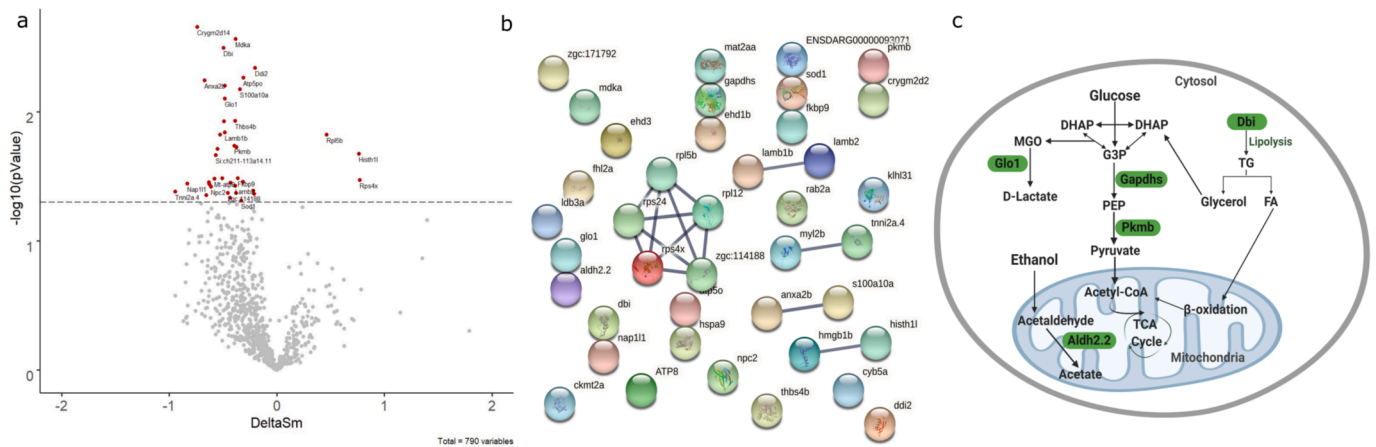 a
Crygm2d14
Mdka
Dbi
Ddi2
Anxa2b
Atp5po
S100a10a
Glo1
Thbs4b
Lamb1b
Rpl5b
Pkmb
Si:ch211-113a14.11
Histh1l
Nap1l1
Fkbp9
Rps4x
Tnni2a.4
Npc2
Sod1
2
1
0
-log10(pValue)
-2
-1
0
1
2
DeltaSm
Total = 790 variables
b
zgc:171792
mat2aa
ENSDARG00000093071
pkmb
mdka
gapdhs
sod1
crygm2d2
ehd3
ehd1b
fkbp9
fhl2a
rpl5b
lamb1b
lamb2
ldb3a
rps24
rpl12
rab2a
klhl31
glo1
rps4x
zgc:114188
myl2b
tnni2a.4
aldh2.2
dbi
hspa9
anxa2b
s100a10a
nap1l1
npc2
hmgb1b
histh1l
ckmt2a
ATP8
thbs4b
cyb5a
ddi2
c
Cytosol
Glucose
DHAP
DHAP
Dbi
MGO
Lipolysis
G3P
TG
Glo1
Gapdhs
D-Lactate
PEP
Glycerol
FA
Pkmb
Pyruvate
Ethanol
Acetyl-CoA
β-oxidation
Acetaldehyde
TCA
Cycle
Aldh2.2
Mitochondria
Acetate